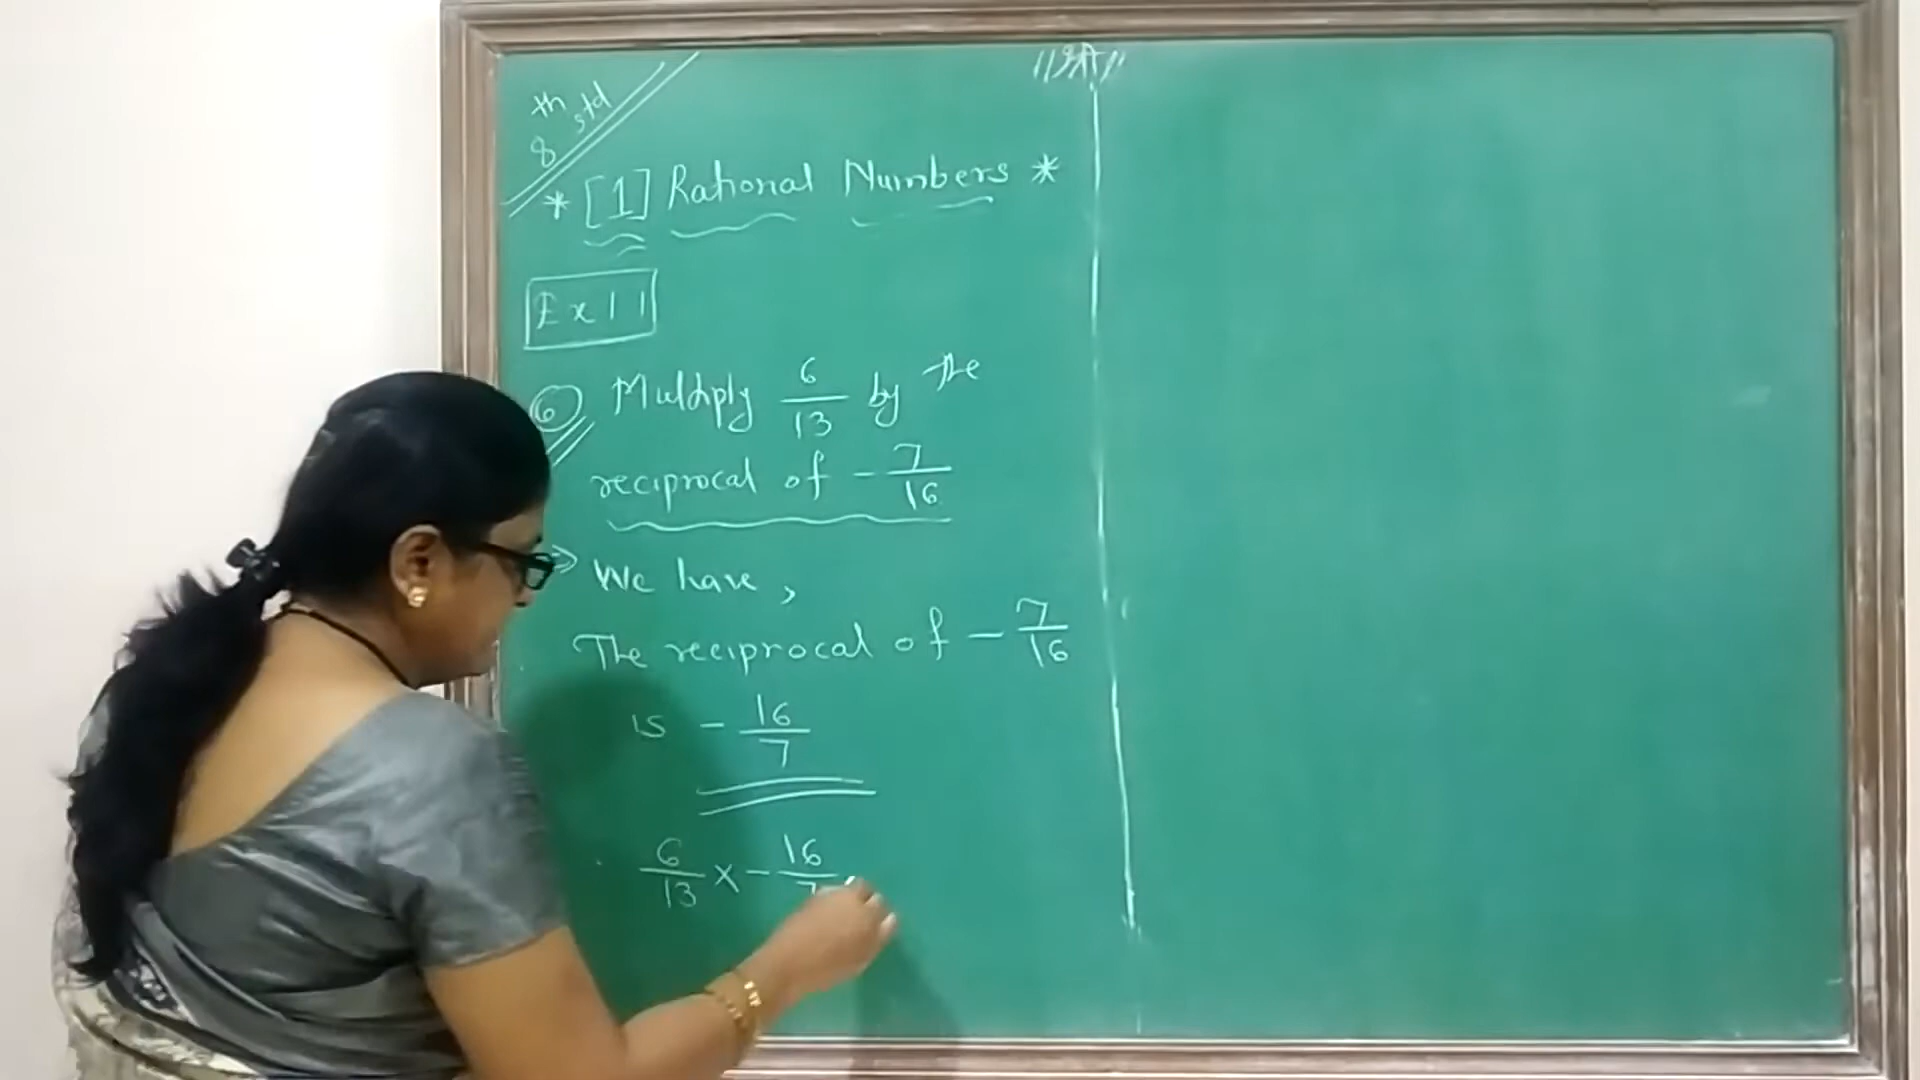 8th std
* [1] Rational Numbers *
Ex 1 1
6 Multiply 6/13 by the
reciprocal of - 7/16
⇒ We have,
The reciprocal of - 7/16
is - 16/7
6/13 × - 16/7